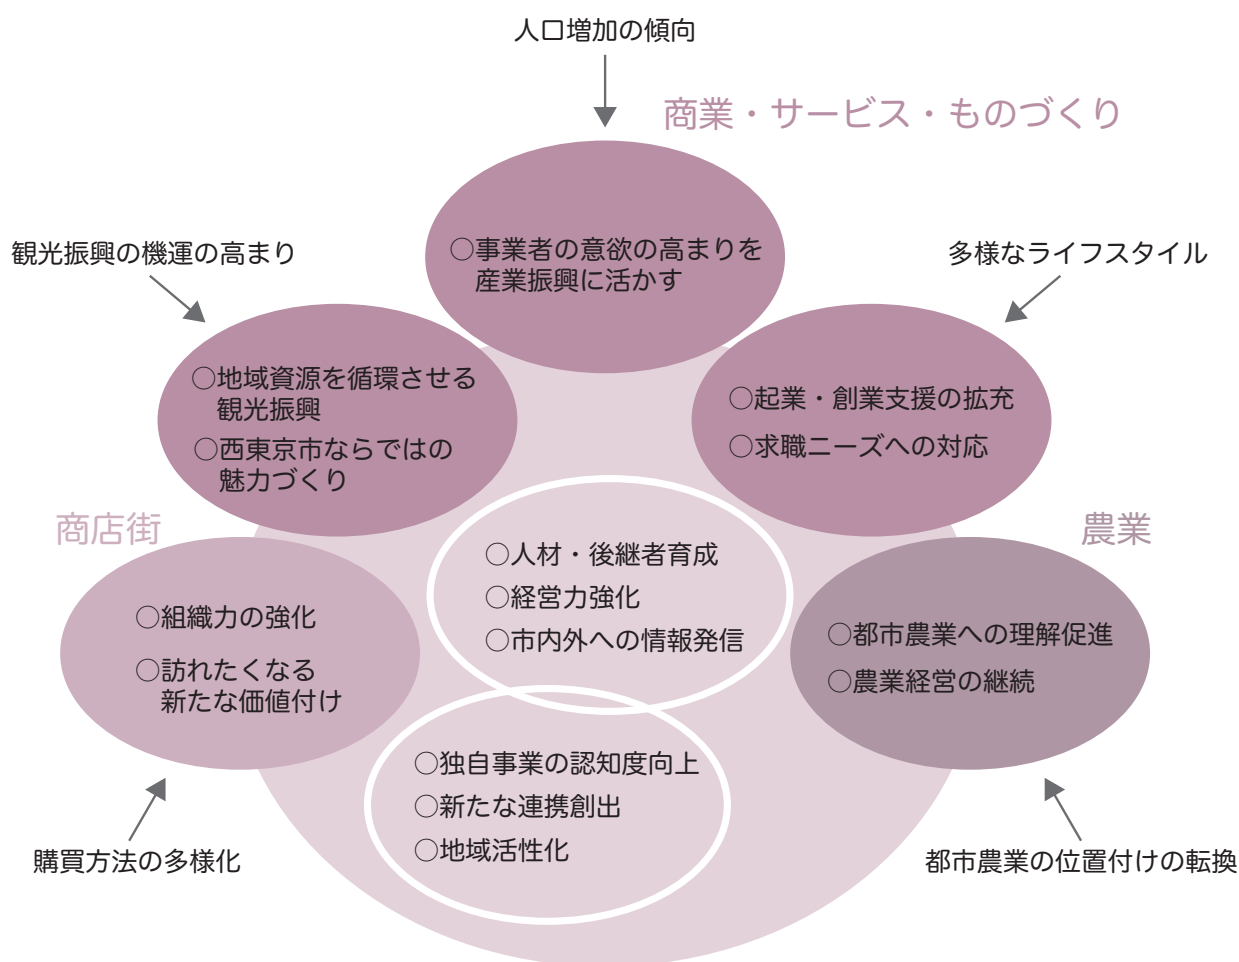 人口増加の傾向
商業・サービス・ものづくり
○事業者の意欲の高まりを
産業振興に活かす
観光振興の機運の高まり
多様なライフスタイル
○地域資源を循環させる
観光振興
○西東京市ならではの
魅力づくり
○起業・創業支援の拡充
○求職ニーズへの対応
商店街
農業
○組織力の強化
○訪れたくなる
新たな価値付け
○人材・後継者育成
○経営力強化
○市内外への情報発信
○都市農業への理解促進
○農業経営の継続
○独自事業の認知度向上
○新たな連携創出
○地域活性化
購買方法の多様化
都市農業の位置付けの転換